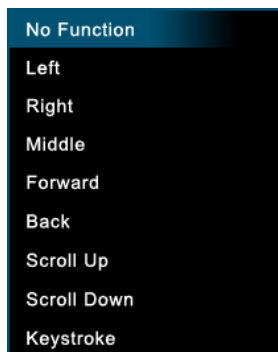 No Function
Left
Right
Middle
Forward
Back
Scroll Up
Scroll Down
Keystroke